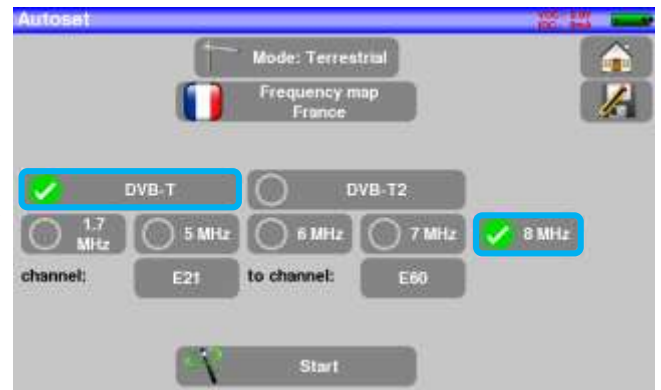 Autoset
Mode: Terrestrial
Frequency map
France
DVB-T
DVB-T2
1.7
MHz
5 MHz
6 MHz
7 MHz
8 MHz
channel:
E21
to channel:
E60
Start